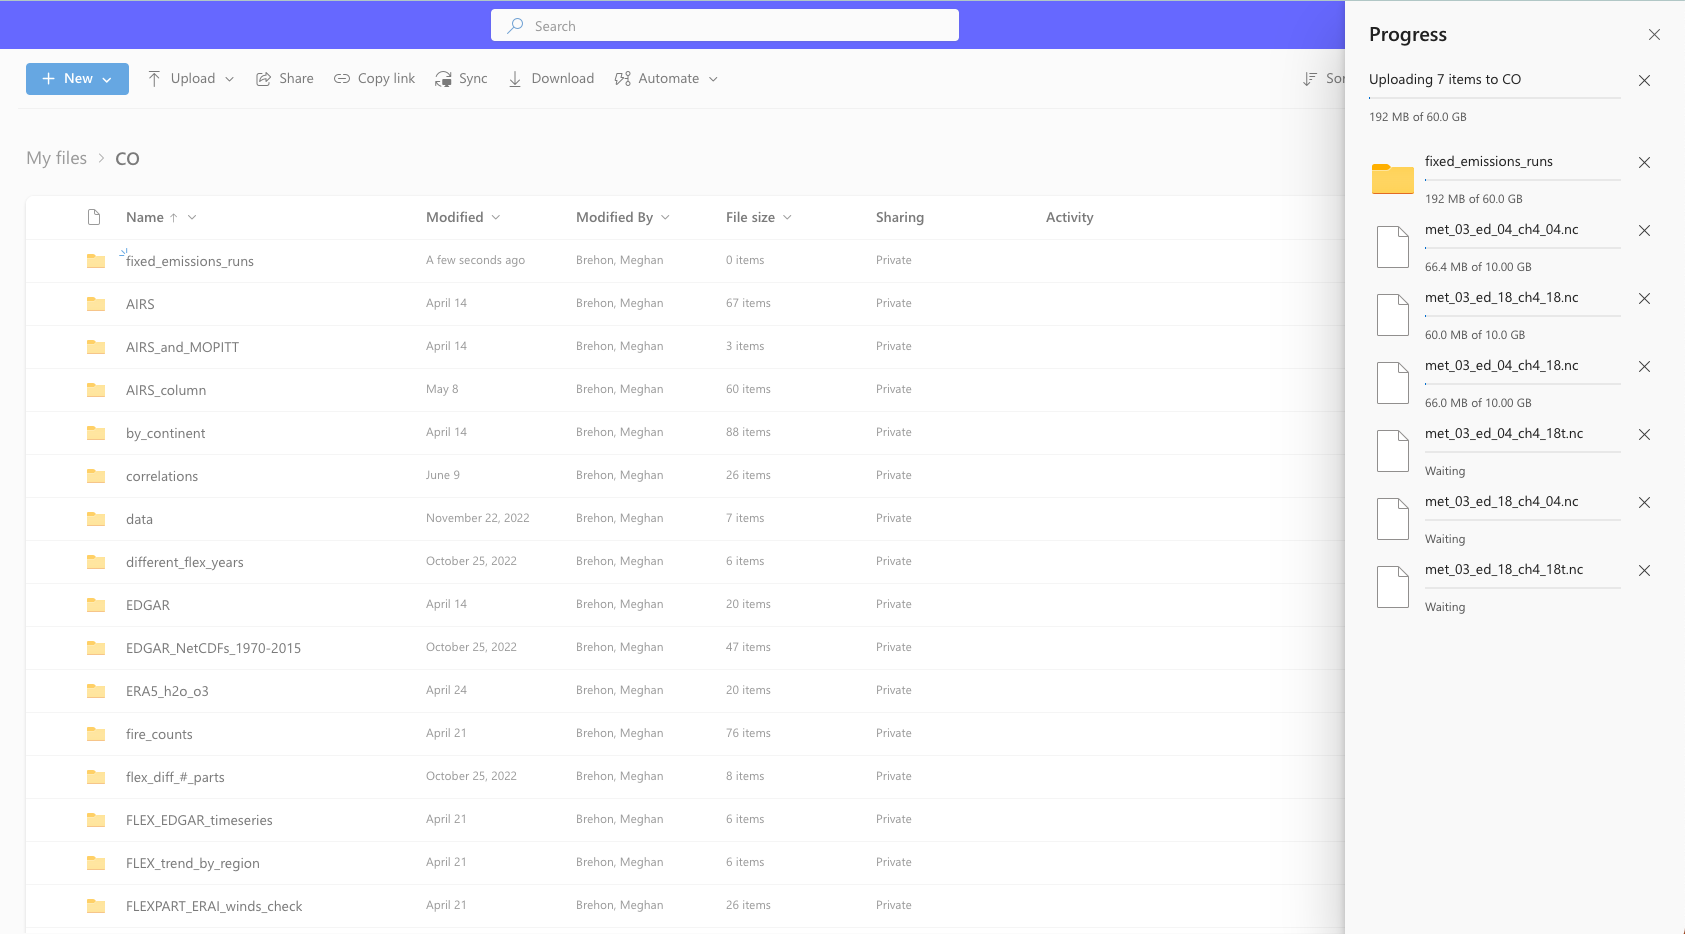 Search
New
Upload
Share
Copy link
Sync
Download
Automate
My files > CO
Name Modified Modified By File size Sharing Activity
fixed_emissions_runs A few seconds ago Brehon, Meghan 0 items Private
AIRS April 14 Brehon, Meghan 67 items Private
AIRS_and_MOPITT April 14 Brehon, Meghan 3 items Private
AIRS_column May 8 Brehon, Meghan 60 items Private
by_continent April 14 Brehon, Meghan 88 items Private
correlations June 9 Brehon, Meghan 26 items Private
data November 22, 2022 Brehon, Meghan 7 items Private
different_flex_years October 25, 2022 Brehon, Meghan 6 items Private
EDGAR April 14 Brehon, Meghan 20 items Private
EDGAR_NetCDFs_1970-2015 October 25, 2022 Brehon, Meghan 47 items Private
ERA5_h2o_o3 April 24 Brehon, Meghan 20 items Private
fire_counts April 21 Brehon, Meghan 76 items Private
flex_diff_#_parts October 25, 2022 Brehon, Meghan 8 items Private
FLEX_EDGAR_timeseries April 21 Brehon, Meghan 6 items Private
FLEX_trend_by_region April 21 Brehon, Meghan 6 items Private
FLEXPART_ERAI_winds_check April 21 Brehon, Meghan 26 items Private
Progress
Uploading 7 items to CO
192 MB of 60.0 GB
fixed_emissions_runs
192 MB of 60.0 GB
met_03_ed_04_ch4_04.nc
66.4 MB of 10.00 GB
met_03_ed_18_ch4_18.nc
60.0 MB of 10.0 GB
met_03_ed_04_ch4_18.nc
66.0 MB of 10.00 GB
met_03_ed_04_ch4_18t.nc
Waiting
met_03_ed_18_ch4_04.nc
Waiting
met_03_ed_18_ch4_18t.nc
Waiting